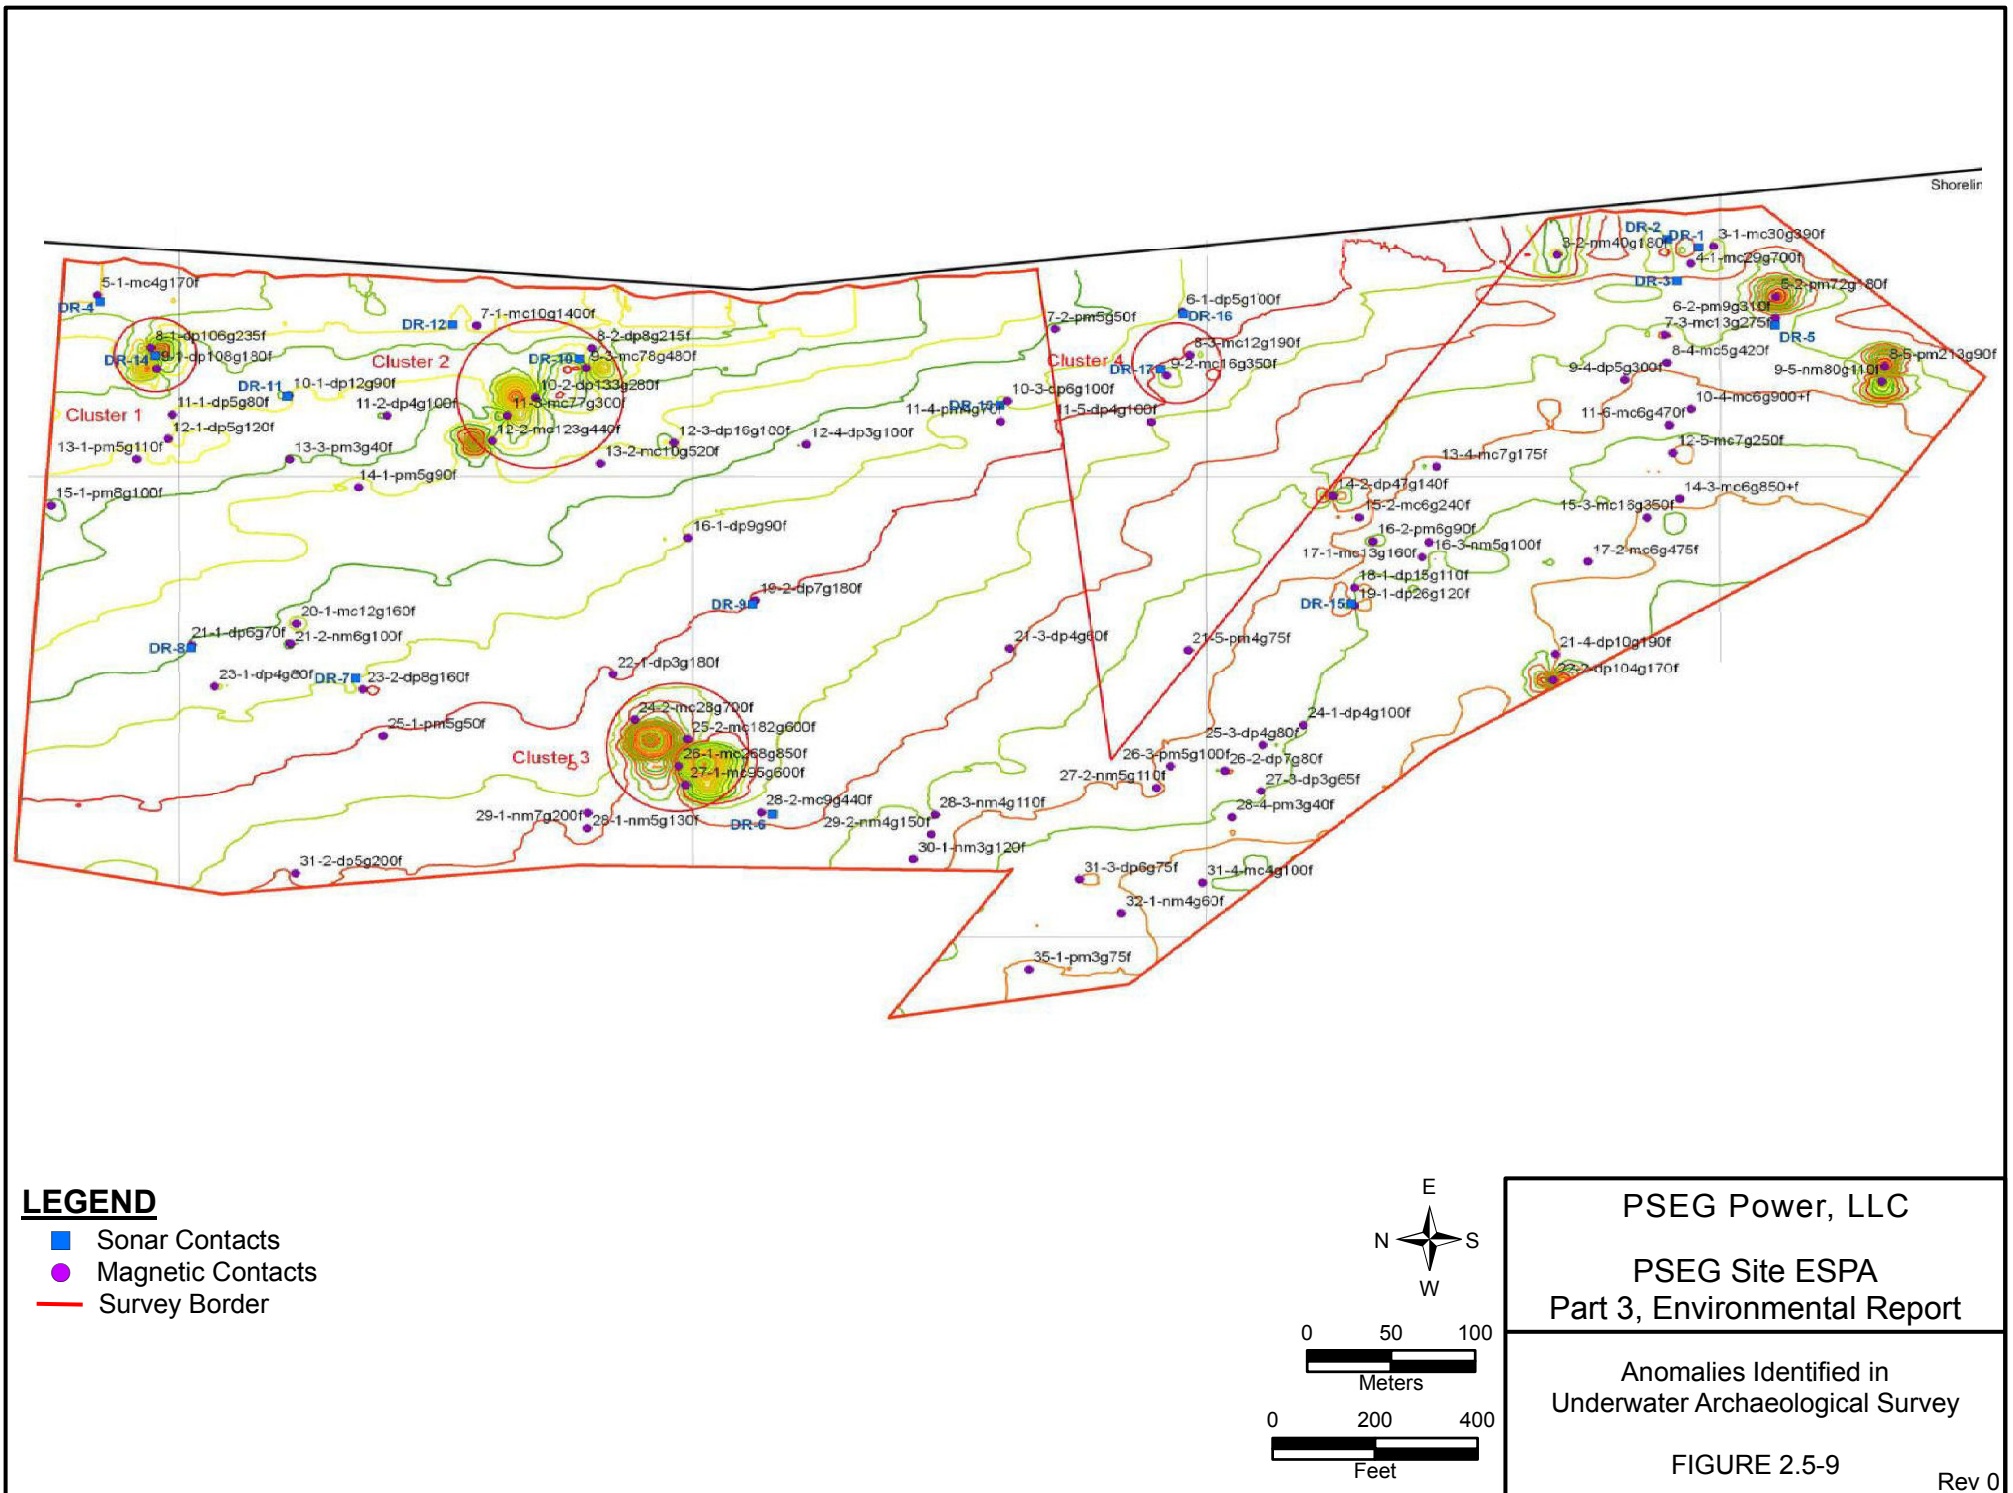 Shorelin
DR-2
DR-1
3-1-mc30g390f
3-2-nm40g180f
4-1-mc29g700f
5-1-mc4g170f
DR-4
DR-3
6-2-pm9g310f
6-1-dp5g100f
DR-16
7-1-mc10g1400f
DR-12
7-2-pm5g50f
7-3-mc13g275f
DR-5
8-1-dp106g235f
DR-14
9-1-dp108g180f
8-2-dp8g215f
Cluster 2
DR-10
9-3-mc78g480f
8-3-mc12g190f
Cluster 4
DR-17
9-2-mc16g350f
8-4-mc5g420f
9-4-dp5g300f
8-5-pm213g90f
9-5-nm80g110f
DR-11
10-1-dp12g90f
10-2-dp133g280f
10-3-dp6g100f
10-4-mc6g900+f
Cluster 1
11-1-dp5g80f
11-2-dp4g100f
11-5-dp4g100f
11-6-mc6g470f
12-1-dp5g120f
12-2-mc123g440f
12-3-dp16g100f
12-4-dp3g100f
12-5-mc7g250f
13-1-pm5g110f
13-3-pm3g40f
13-2-mc10g520f
13-4-mc7g175f
14-1-pm5g90f
14-2-dp47g140f
14-3-mc6g850+f
15-1-pm8g100f
15-2-mc6g240f
15-3-mc16g350f
16-1-dp9g90f
16-2-pm6g90f
16-3-nm5g100f
17-1-mc13g160f
17-2-mc6g475f
18-1-dp15g110f
DR-9
19-2-dp7g180f
DR-15
19-1-dp26g120f
20-1-mc12g160f
DR-8
21-1-dp6g70f
21-2-nm6g100f
21-3-dp4g60f
21-5-pm4g75f
21-4-dp10g190f
22-1-dp3g180f
22-2-dp104g170f
23-1-dp4g80f
DR-7
23-2-dp8g160f
24-2-mc28g700f
24-1-dp4g100f
25-1-pm5g50f
25-2-mc182g600f
25-3-dp4g80f
Cluster 3
26-1-mc268g850f
26-3-pm5g100f
26-2-dp7g80f
27-1-mc95g600f
27-2-nm5g110f
27-3-dp3g65f
28-2-mc9g440f
DR-6
28-3-nm4g110f
28-4-pm3g40f
29-1-nm7g200f
28-1-nm5g130f
29-2-nm4g150f
30-1-nm3g120f
31-2-dp5g200f
31-3-dp6g75f
31-4-mc4g100f
32-1-nm4g60f
35-1-pm3g75f
LEGEND
Sonar Contacts
Magnetic Contacts
Survey Border
E
N S
W
0 50 100
Meters
0 200 400
Feet
PSEG Power, LLC
PSEG Site ESPA
Part 3, Environmental Report
Anomalies Identified in
Underwater Archaeological Survey
FIGURE 2.5-9
Rev 0